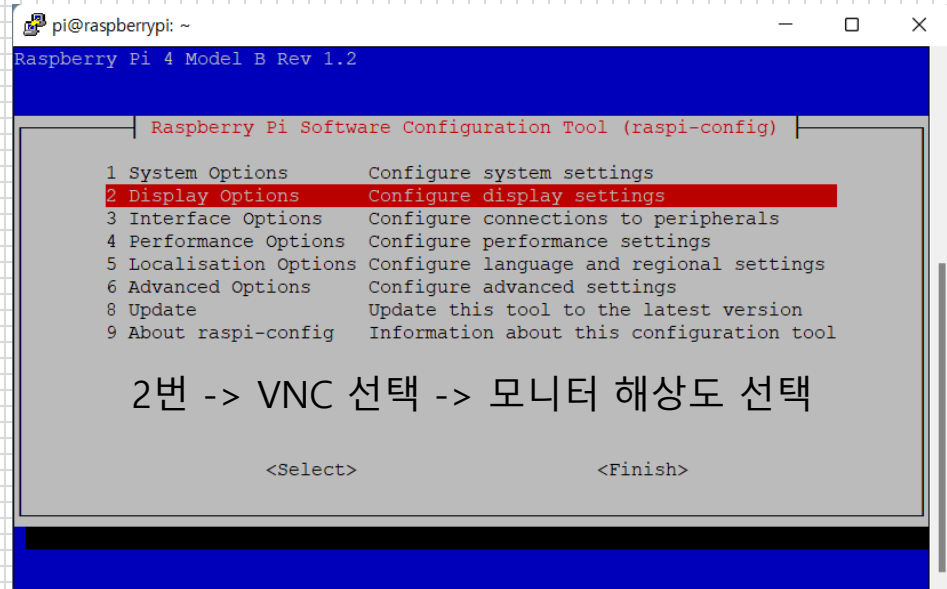 pi@raspberrypi: ~
Raspberry Pi 4 Model B Rev 1.2
Raspberry Pi Software Configuration Tool (raspi-config)
1 System Options Configure system settings
2 Display Options Configure display settings
3 Interface Options Configure connections to peripherals
4 Performance Options Configure performance settings
5 Localisation Options Configure language and regional settings
6 Advanced Options Configure advanced settings
8 Update Update this tool to the latest version
9 About raspi-config Information about this configuration tool
2번 -> VNC 선택 -> 모니터 해상도 선택
<Select> <Finish>